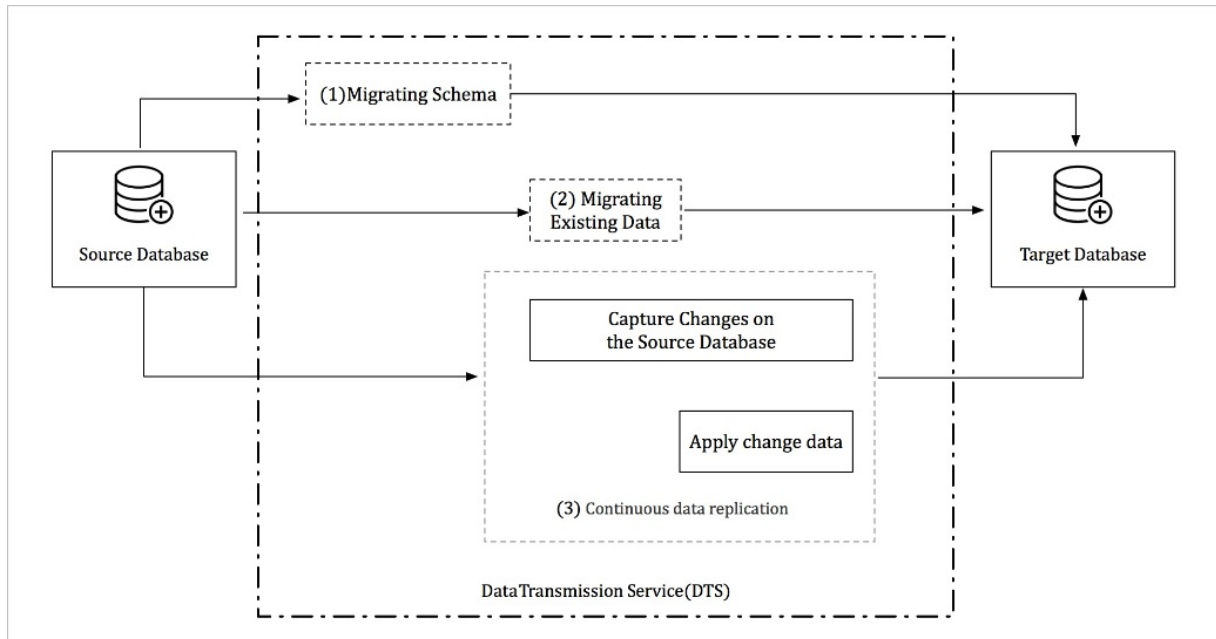 (1)Migrating Schema
Source Database
(2) Migrating
Existing Data
Target Database
Capture Changes on
the Source Database
Apply change data
(3) Continuous data replication
DataTransmission Service(DTS)